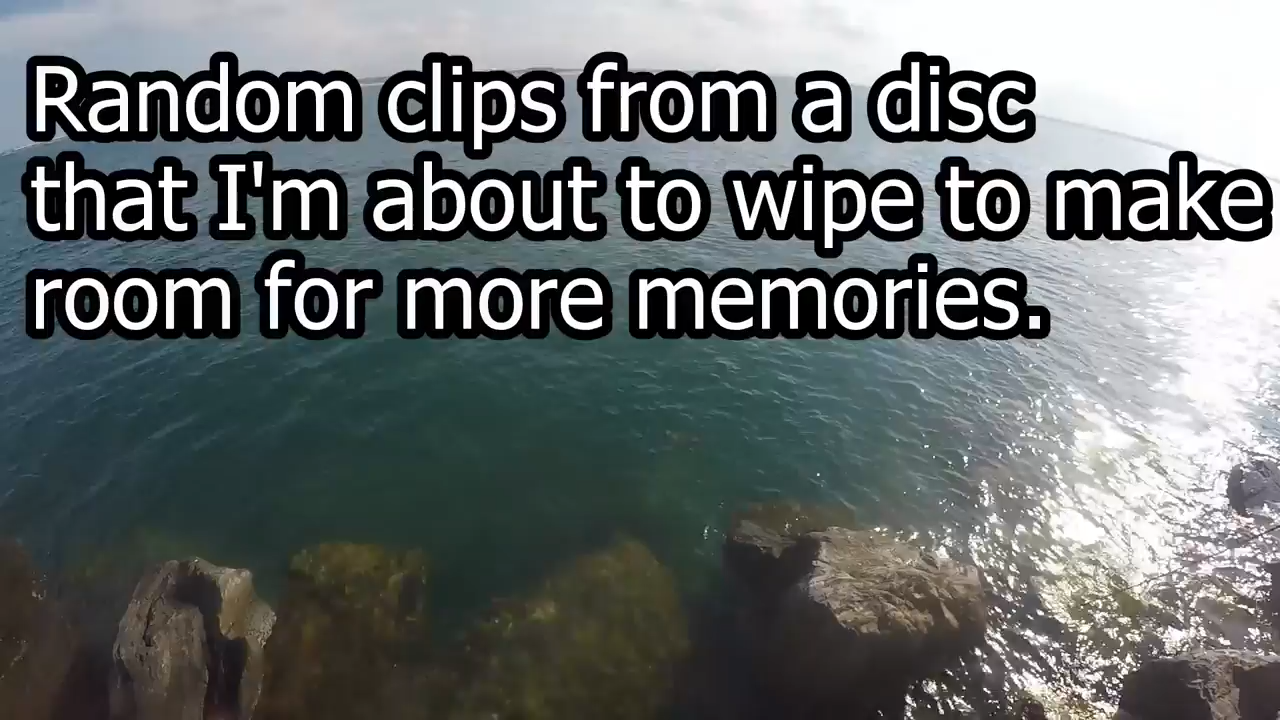 Random clips from a disc
that I'm about to wipe to make
room for more memories.